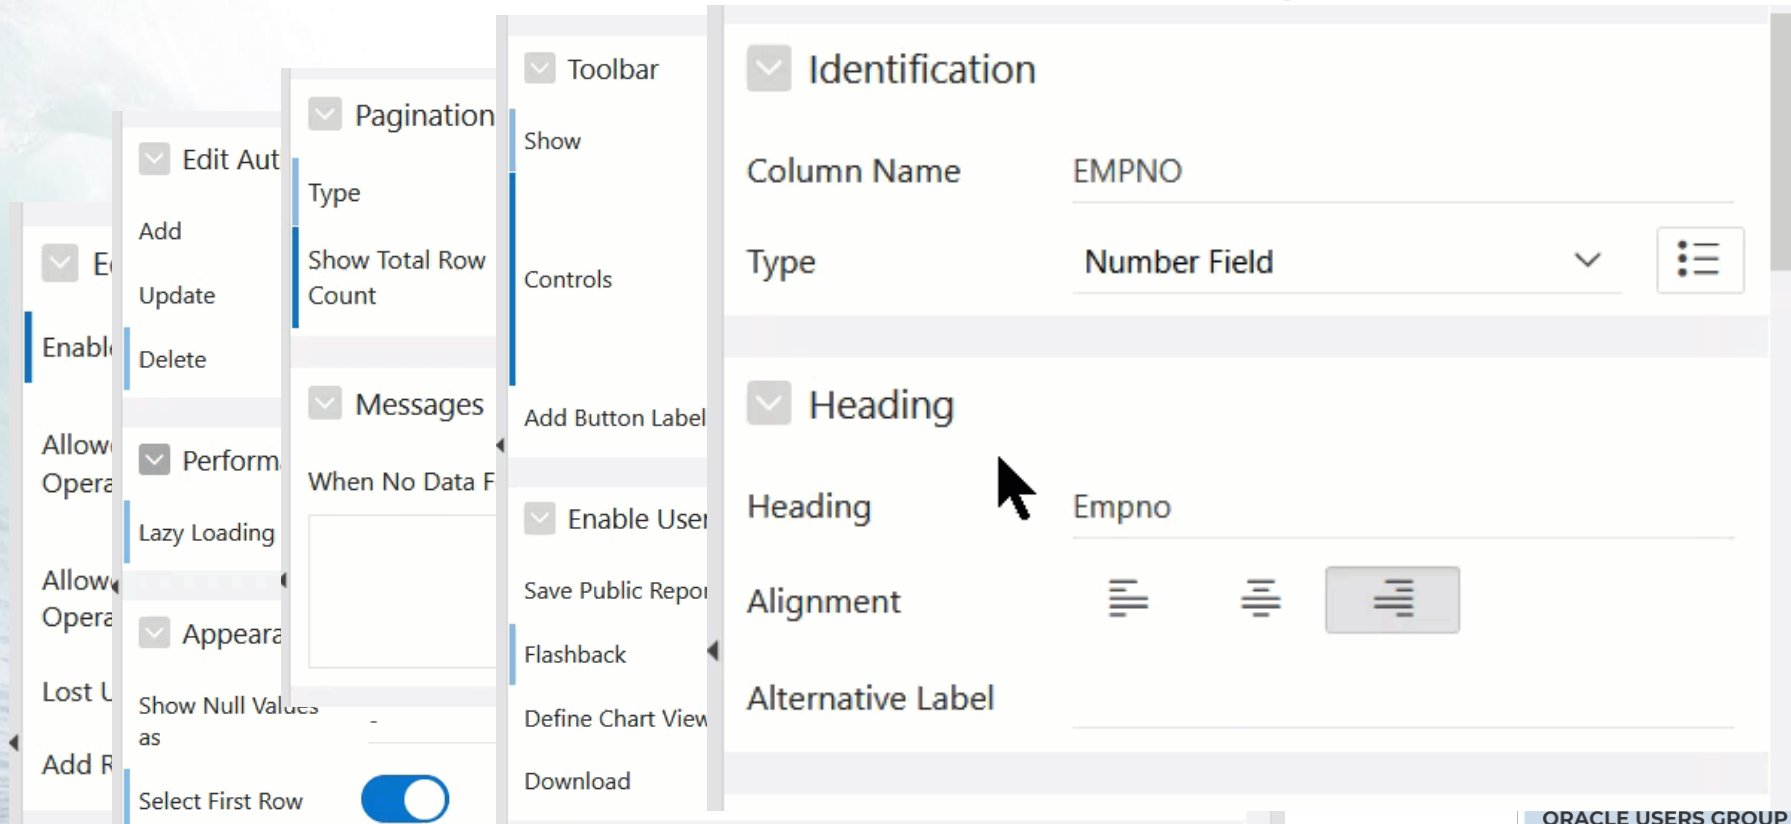 Enable
Allow
Opera
Allow
Opera
Lost U
Add R
Edit Aut
Add
Update
Delete
Perform
Lazy Loading
Appeara
Show Null Values
as
-
Select First Row
Pagination
Type
Show Total Row
Count
Messages
When No Data F
Toolbar
Show
Controls
Add Button Label
Enable User
Save Public Repor
Flashback
Define Chart View
Download
Identification
Column Name EMPNO
Type Number Field
Heading
Heading Empno
Alignment
Alternative Label
ORACLE USERS GROUP